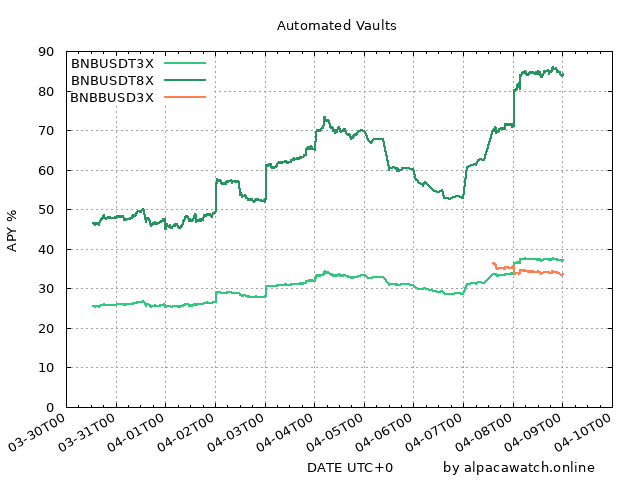 Automated Vaults
90
80
70
60
50
40
30
20
10
0
APY %
BNBUSDT3X
BNBUSDT8X
BNBBUSD3X
03-30T00
03-31T00
04-01T00
04-02T00
04-03T00
04-04T00
04-05T00
04-06T00
04-07T00
04-08T00
04-09T00
04-10T00
DATE UTC+0
by alpacawatch.online